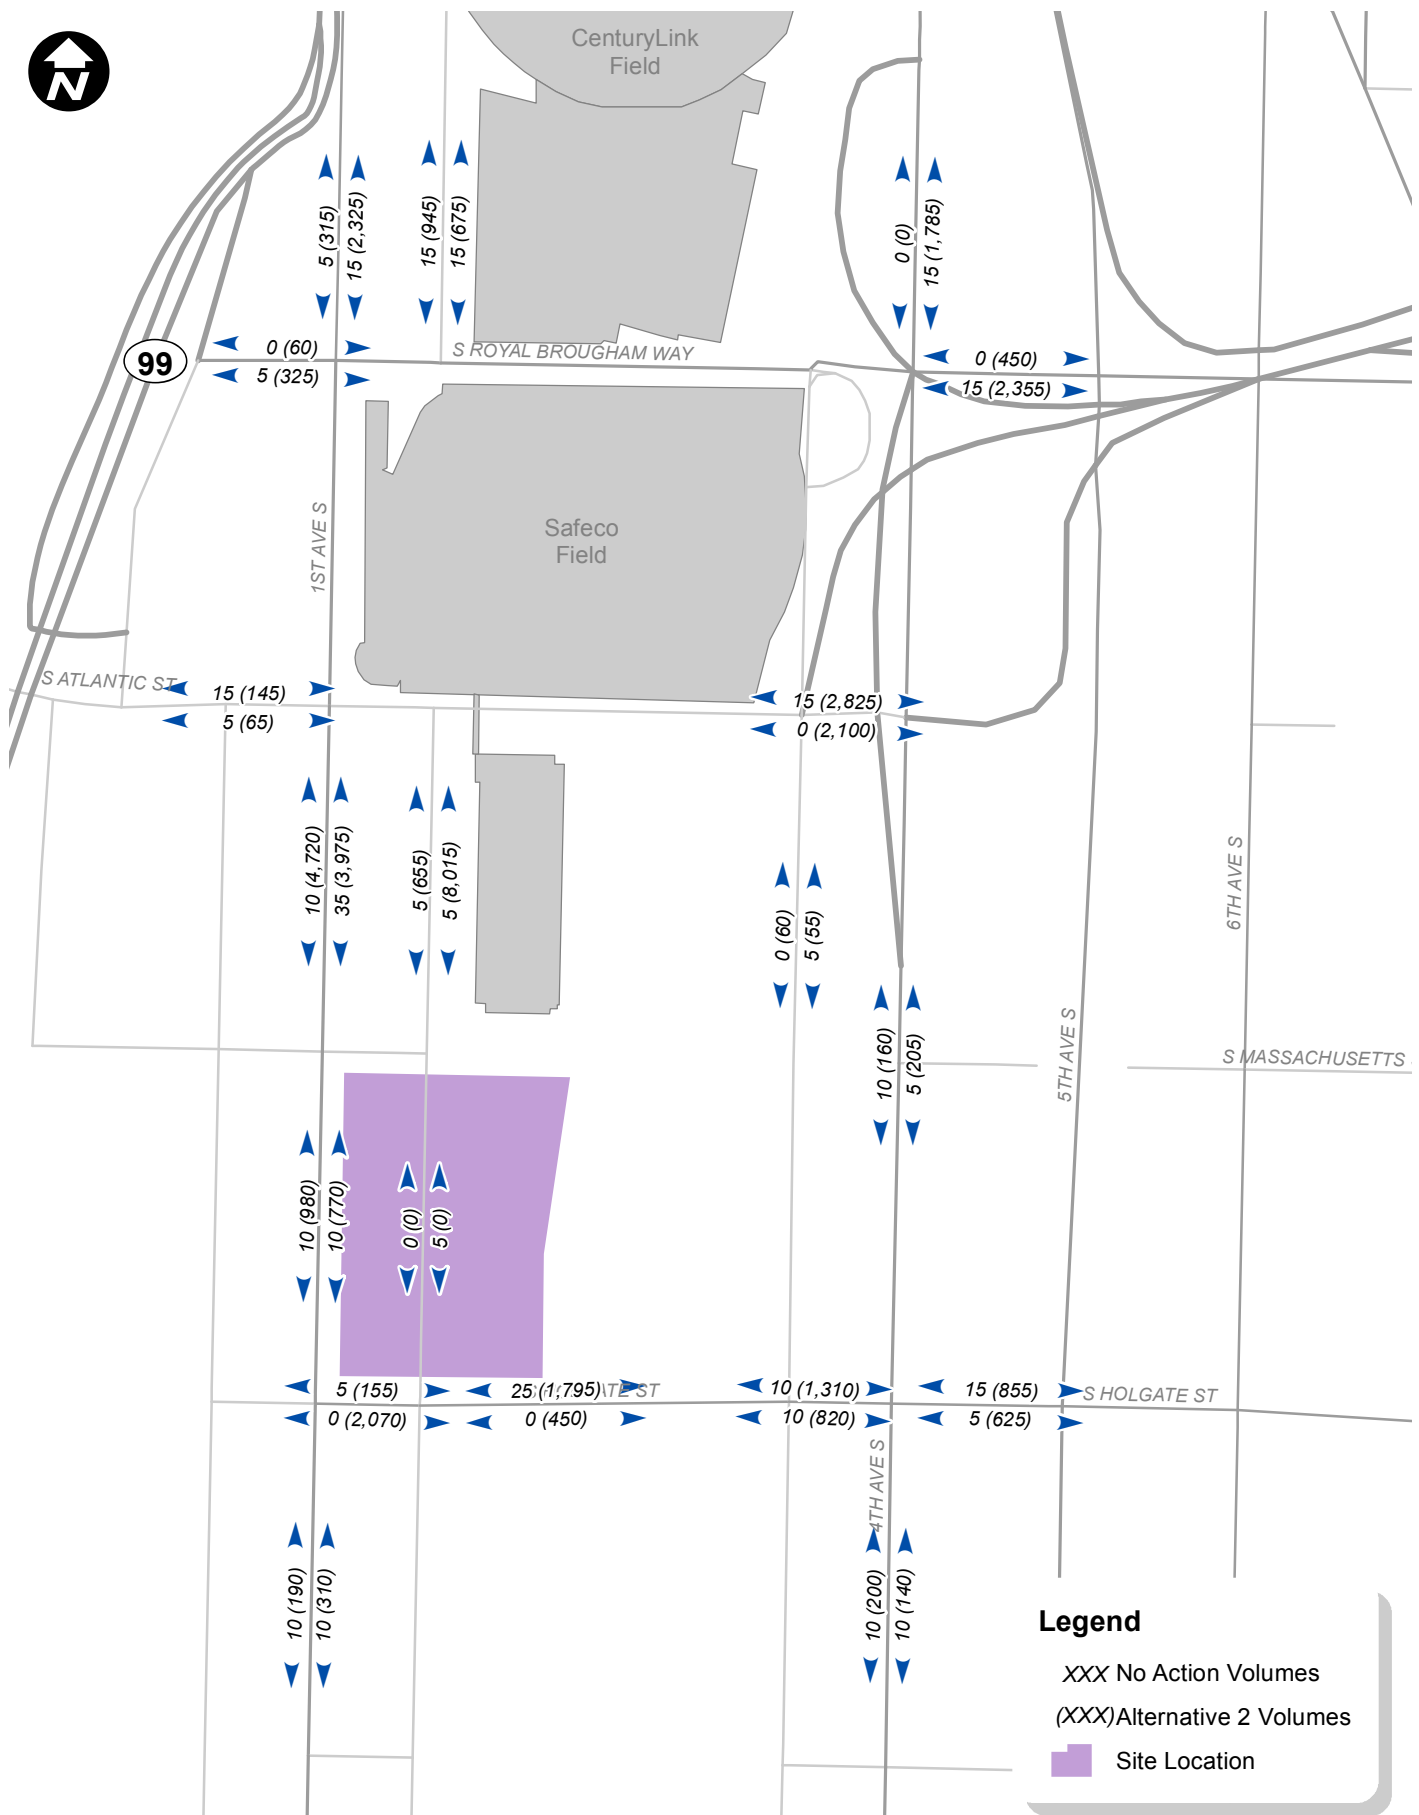 N
CenturyLink
Field
5 (315)
15 (2,325)
15 (945)
15 (675)
0 (0)
15 (1,785)
99
0 (60)
5 (325)
S ROYAL BROUGHAM WAY
0 (450)
15 (2,355)
1ST AVE S
Safeco
Field
S ATLANTIC ST
15 (145)
5 (65)
15 (2,825)
0 (2,100)
10 (4,720)
35 (3,975)
5 (655)
5 (8,015)
0 (60)
5 (55)
6TH AVE S
10 (160)
5 (205)
5TH AVE S
S MASSACHUSETTS
10 (980)
10 (770)
0 (0)
5 (0)
5 (155)
0 (2,070)
25 (1,795)
0 (450)
10 (1,310)
10 (820)
15 (855)
5 (625)
S HOLGATE ST
4TH AVE S
10 (190)
10 (310)
10 (200)
10 (140)
Legend
XXX No Action Volumes
(XXX) Alternative 2 Volumes
Site Location